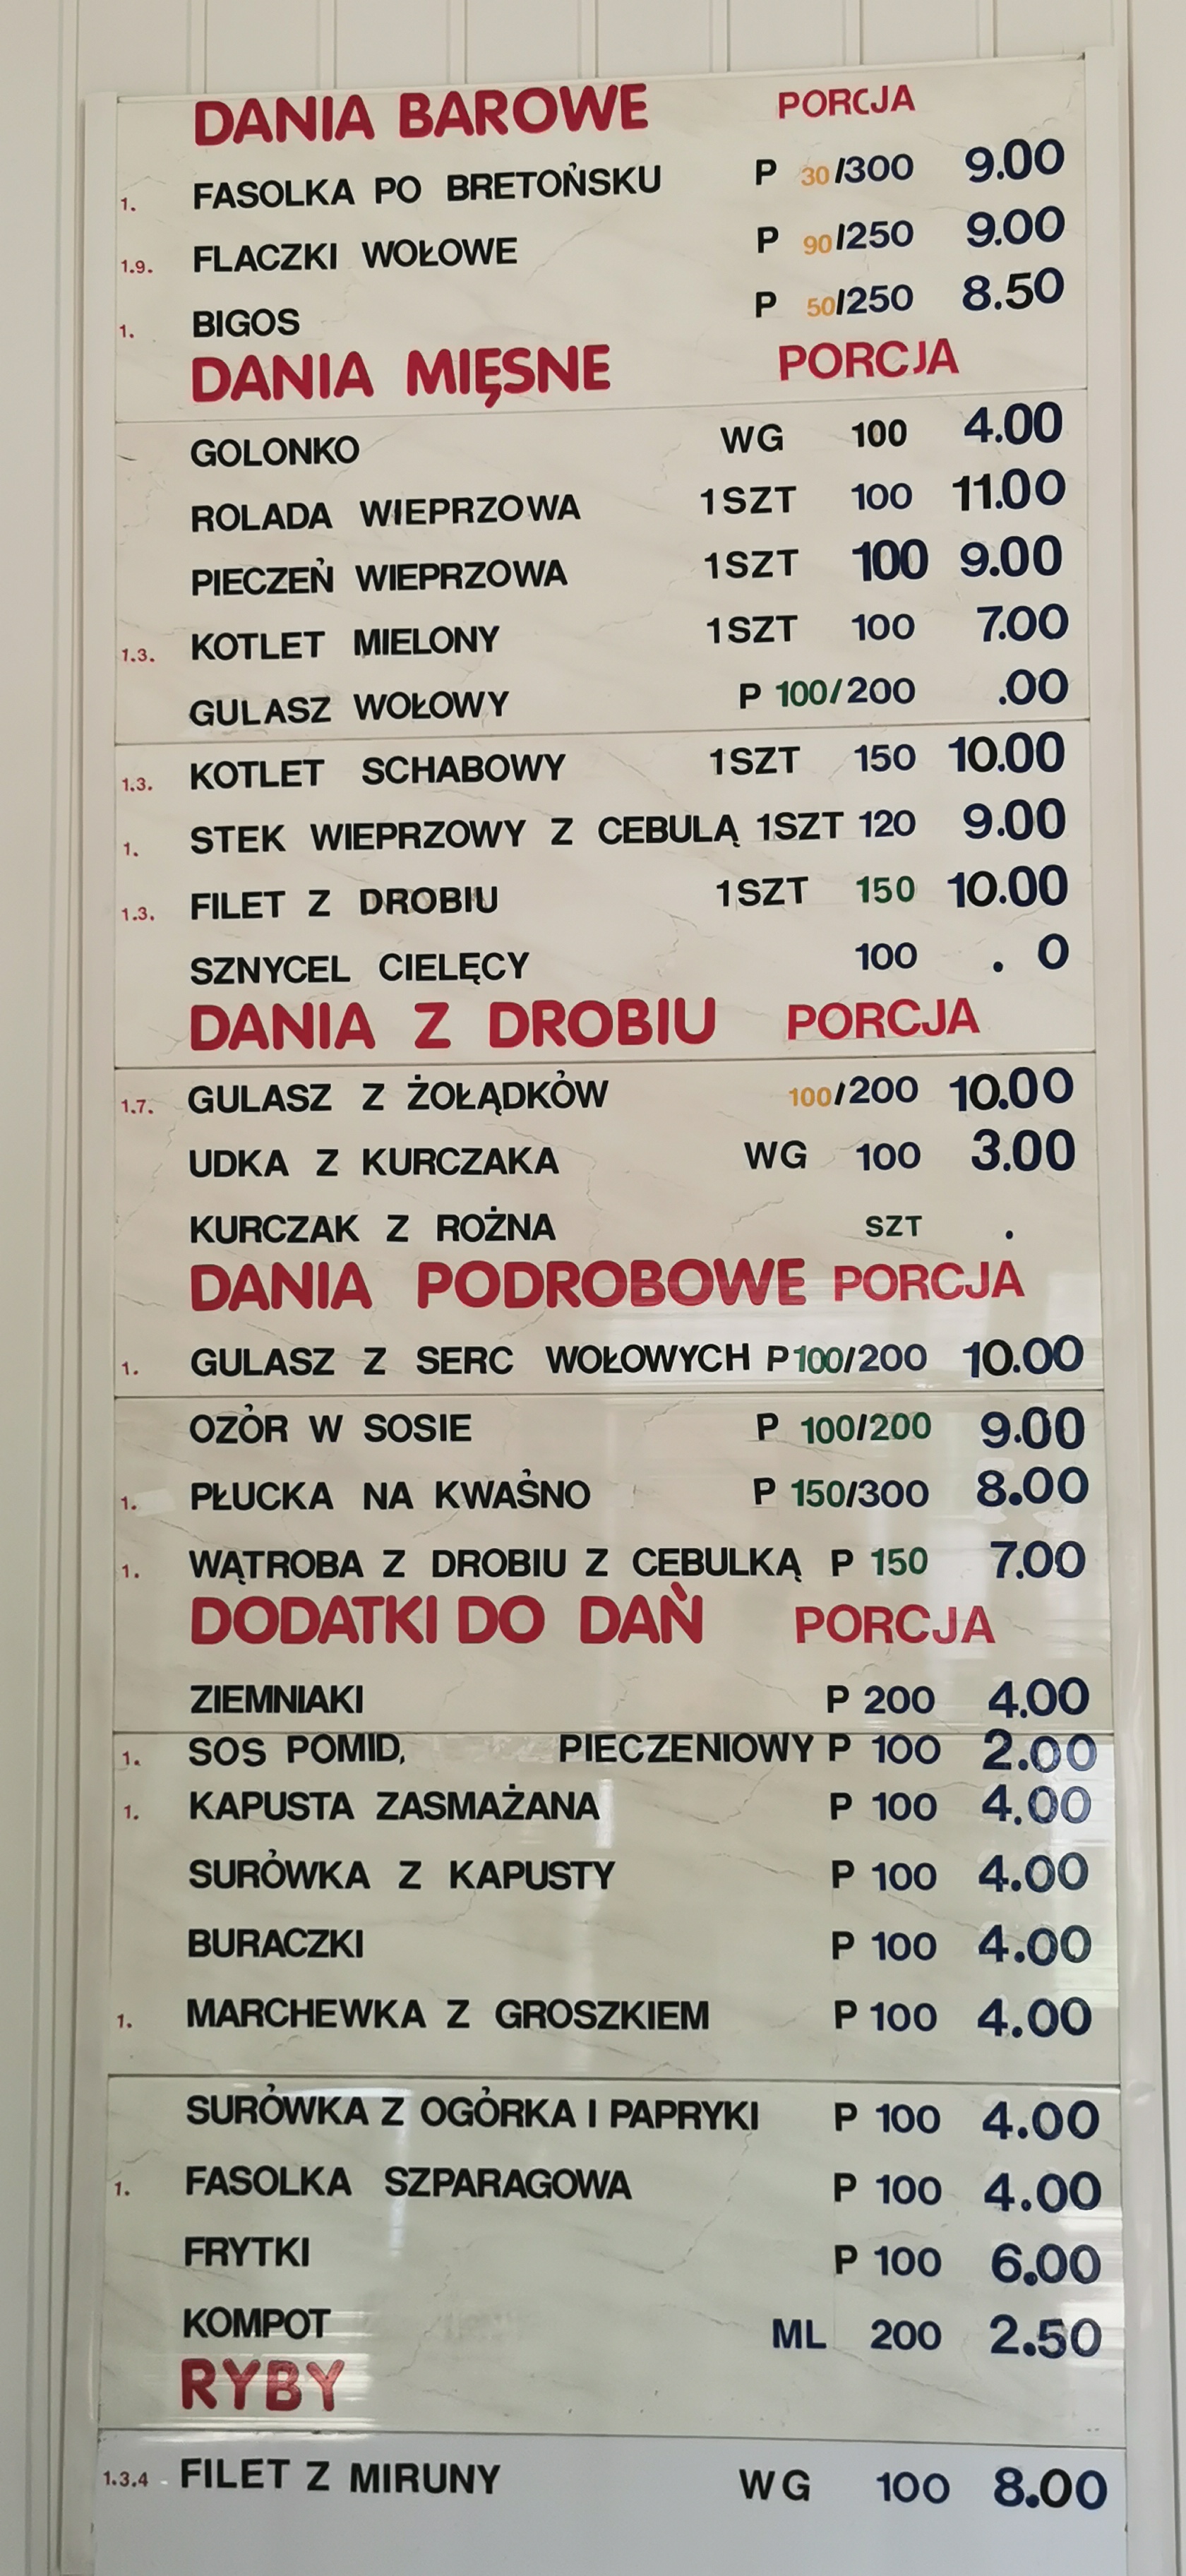 DANIA BAROWE PORCJA
1. FASOLKA PO BRETOŃSKU P 30/300 9.00
1.9. FLACZKI WOŁOWE P 90/250 9.00
1. BIGOS P 50/250 8.50
DANIA MIĘSNE PORCJA
GOLONKO WG 100 4.00
ROLADA WIEPRZOWA 1SZT 100 11.00
PIECZEŃ WIEPRZOWA 1SZT 100 9.00
1.3. KOTLET MIELONY 1SZT 100 7.00
GULASZ WOŁOWY P 100/200 .00
1.3. KOTLET SCHABOWY 1SZT 150 10.00
1. STEK WIEPRZOWY Z CEBULĄ 1SZT 120 9.00
1.3. FILET Z DROBIU 1SZT 150 10.00
SZNYCEL CIELĘCY 100 . 0
DANIA Z DROBIU PORCJA
1.7. GULASZ Z ŻOŁĄDKÓW 100/200 10.00
UDKA Z KURCZAKA WG 100 3.00
KURCZAK Z ROŻNA SZT .
DANIA PODROBOWE PORCJA
1. GULASZ Z SERC WOŁOWYCH P 100/200 10.00
OZÓR W SOSIE P 100/200 9.00
1. PŁUCKA NA KWAŚNO P 150/300 8.00
1. WĄTROBA Z DROBIU Z CEBULKĄ P 150 7.00
DODATKI DO DAŃ PORCJA
ZIEMNIAKI P 200 4.00
1. SOS POMID, PIECZENIOWY P 100 2.00
1. KAPUSTA ZASMAŻANA P 100 4.00
SURÓWKA Z KAPUSTY P 100 4.00
BURACZKI P 100 4.00
1. MARCHEWKA Z GROSZKIEM P 100 4.00
SURÓWKA Z OGÓRKA I PAPRYKI P 100 4.00
1. FASOLKA SZPARAGOWA P 100 4.00
FRYTKI P 100 6.00
KOMPOT ML 200 2.50
RYBY
1.3.4 FILET Z MIRUNY WG 100 8.00